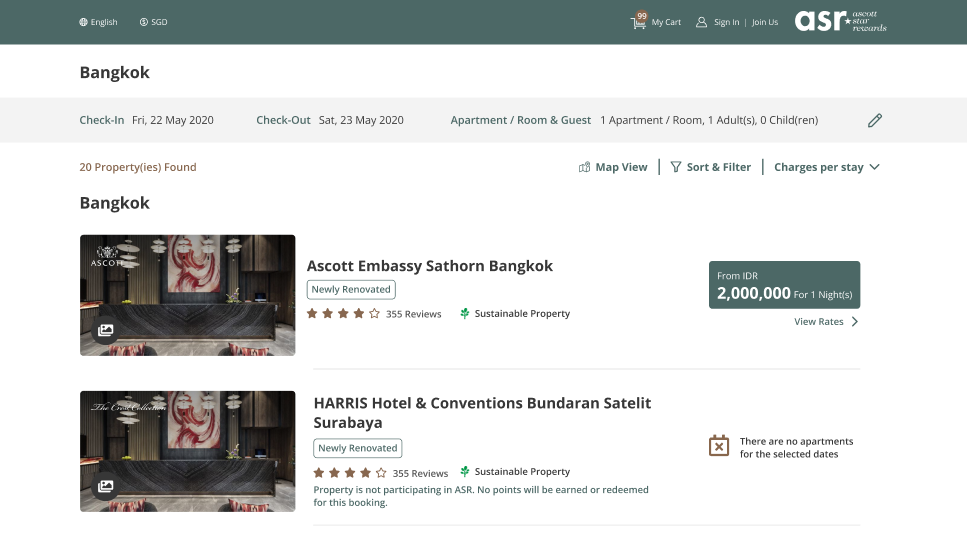 English
SGD
99
My Cart
Sign In | Join Us
asr ascott star rewards
Bangkok
Check-In Fri, 22 May 2020
Check-Out Sat, 23 May 2020
Apartment / Room & Guest 1 Apartment / Room, 1 Adult(s), 0 Child(ren)
20 Property(ies) Found
Map View
Sort & Filter
Charges per stay
Bangkok
ASCOTT
Ascott Embassy Sathorn Bangkok
Newly Renovated
355 Reviews
Sustainable Property
From IDR
2,000,000 For 1 Night(s)
View Rates
The Crest Collection
HARRIS Hotel & Conventions Bundaran Satelit
Surabaya
Newly Renovated
355 Reviews
Sustainable Property
Property is not participating in ASR. No points will be earned or redeemed
for this booking.
There are no apartments
for the selected dates